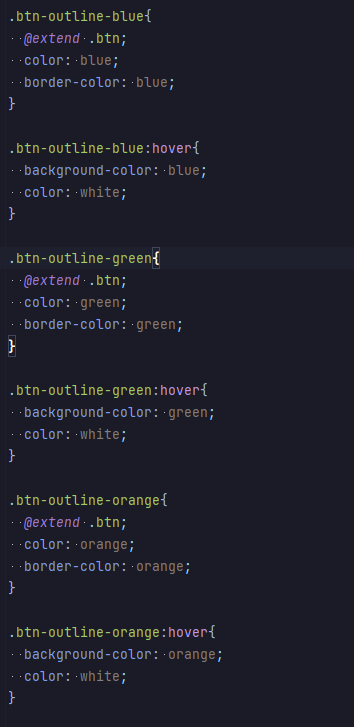 .btn-outline-blue{
  @extend .btn;
  color: blue;
  border-color: blue;
}

.btn-outline-blue:hover{
  background-color: blue;
  color: white;
}

.btn-outline-green{
  @extend .btn;
  color: green;
  border-color: green;
}

.btn-outline-green:hover{
  background-color: green;
  color: white;
}

.btn-outline-orange{
  @extend .btn;
  color: orange;
  border-color: orange;
}

.btn-outline-orange:hover{
  background-color: orange;
  color: white;
}